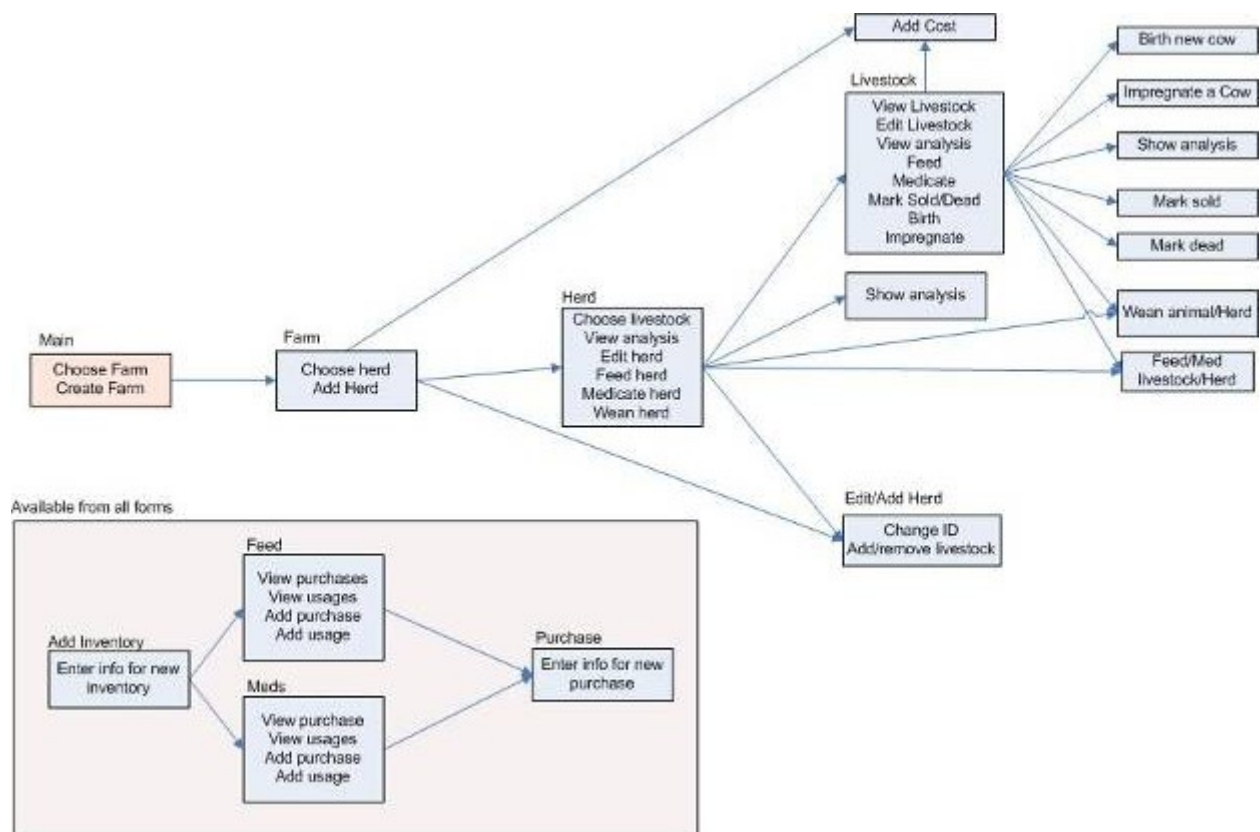 Add Cost
Birth new cow
Livestock
View Livestock
Edit Livestock
View analysis
Feed
Medicate
Mark Sold/Dead
Birth
Impregnate
Impregnate a Cow
Show analysis
Mark sold
Mark dead
Wean animal/Herd
Feed/Med
livestock/Herd
Show analysis
Herd
Choose livestock
View analysis
Edit herd
Feed herd
Medicate herd
Wean herd
Main
Choose Farm
Create Farm
Farm
Choose herd
Add Herd
Edit/Add Herd
Change ID
Add/remove livestock
Available from all forms
Feed
View purchases
View usages
Add purchase
Add usage
Add Inventory
Enter info for new
inventory
Meds
View purchase
View usages
Add purchase
Add usage
Purchase
Enter info for new
purchase